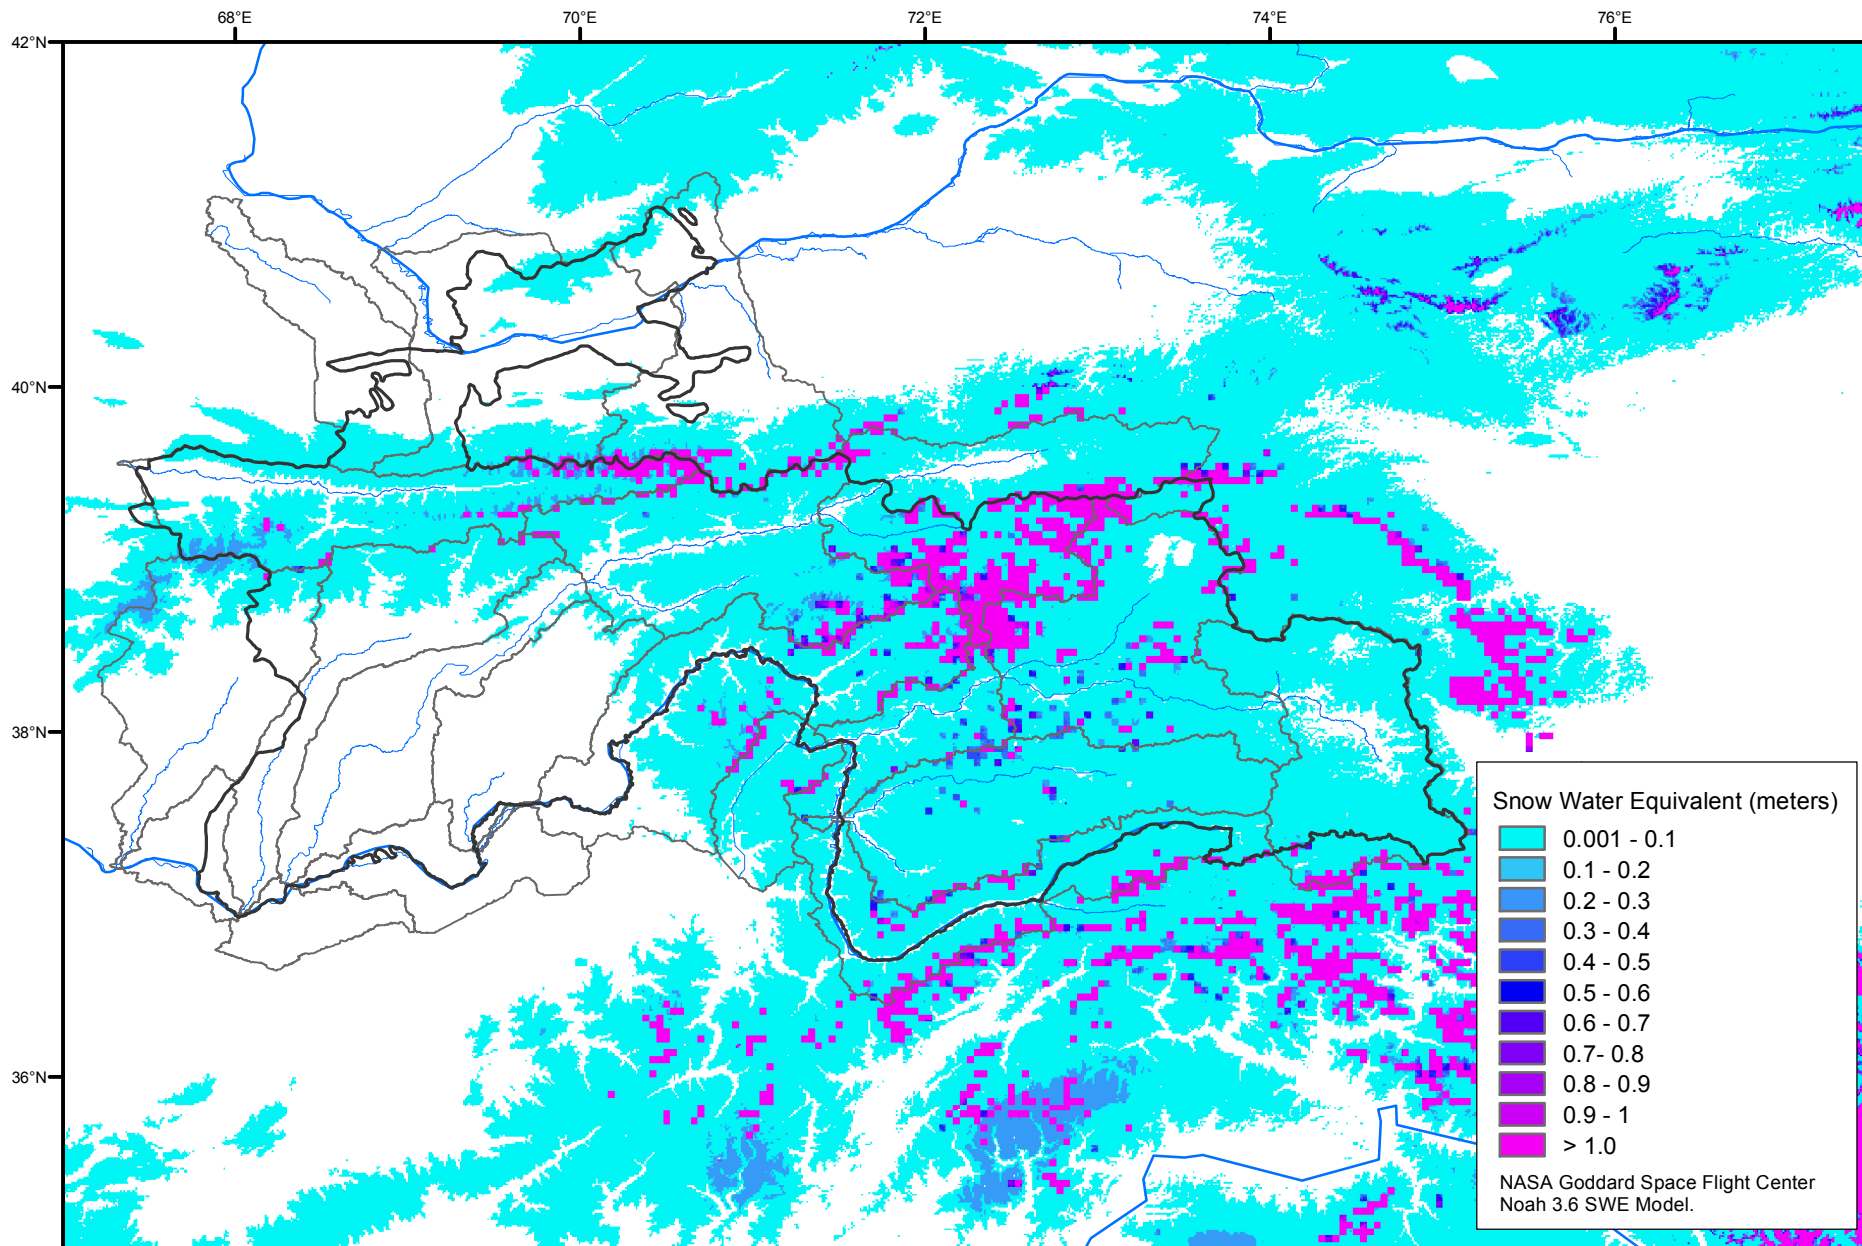 68°E
70°E
72°E
74°E
76°E
42°N
40°N
38°N
36°N
Snow Water Equivalent (meters)
0.001 - 0.1
0.1 - 0.2
0.2 - 0.3
0.3 - 0.4
0.4 - 0.5
0.5 - 0.6
0.6 - 0.7
0.7- 0.8
0.8 - 0.9
0.9 - 1
> 1.0
NASA Goddard Space Flight Center
Noah 3.6 SWE Model.